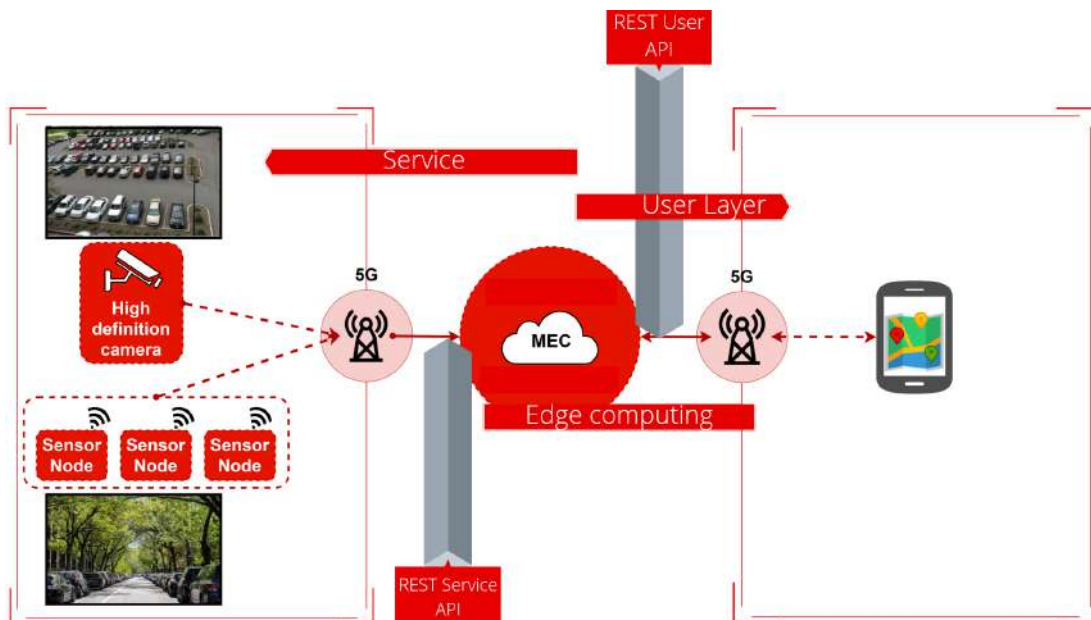 REST User
API
Service
User Layer
5G
5G
High
definition
camera
MEC
Edge computing
Sensor
Node
Sensor
Node
Sensor
Node
REST Service
API